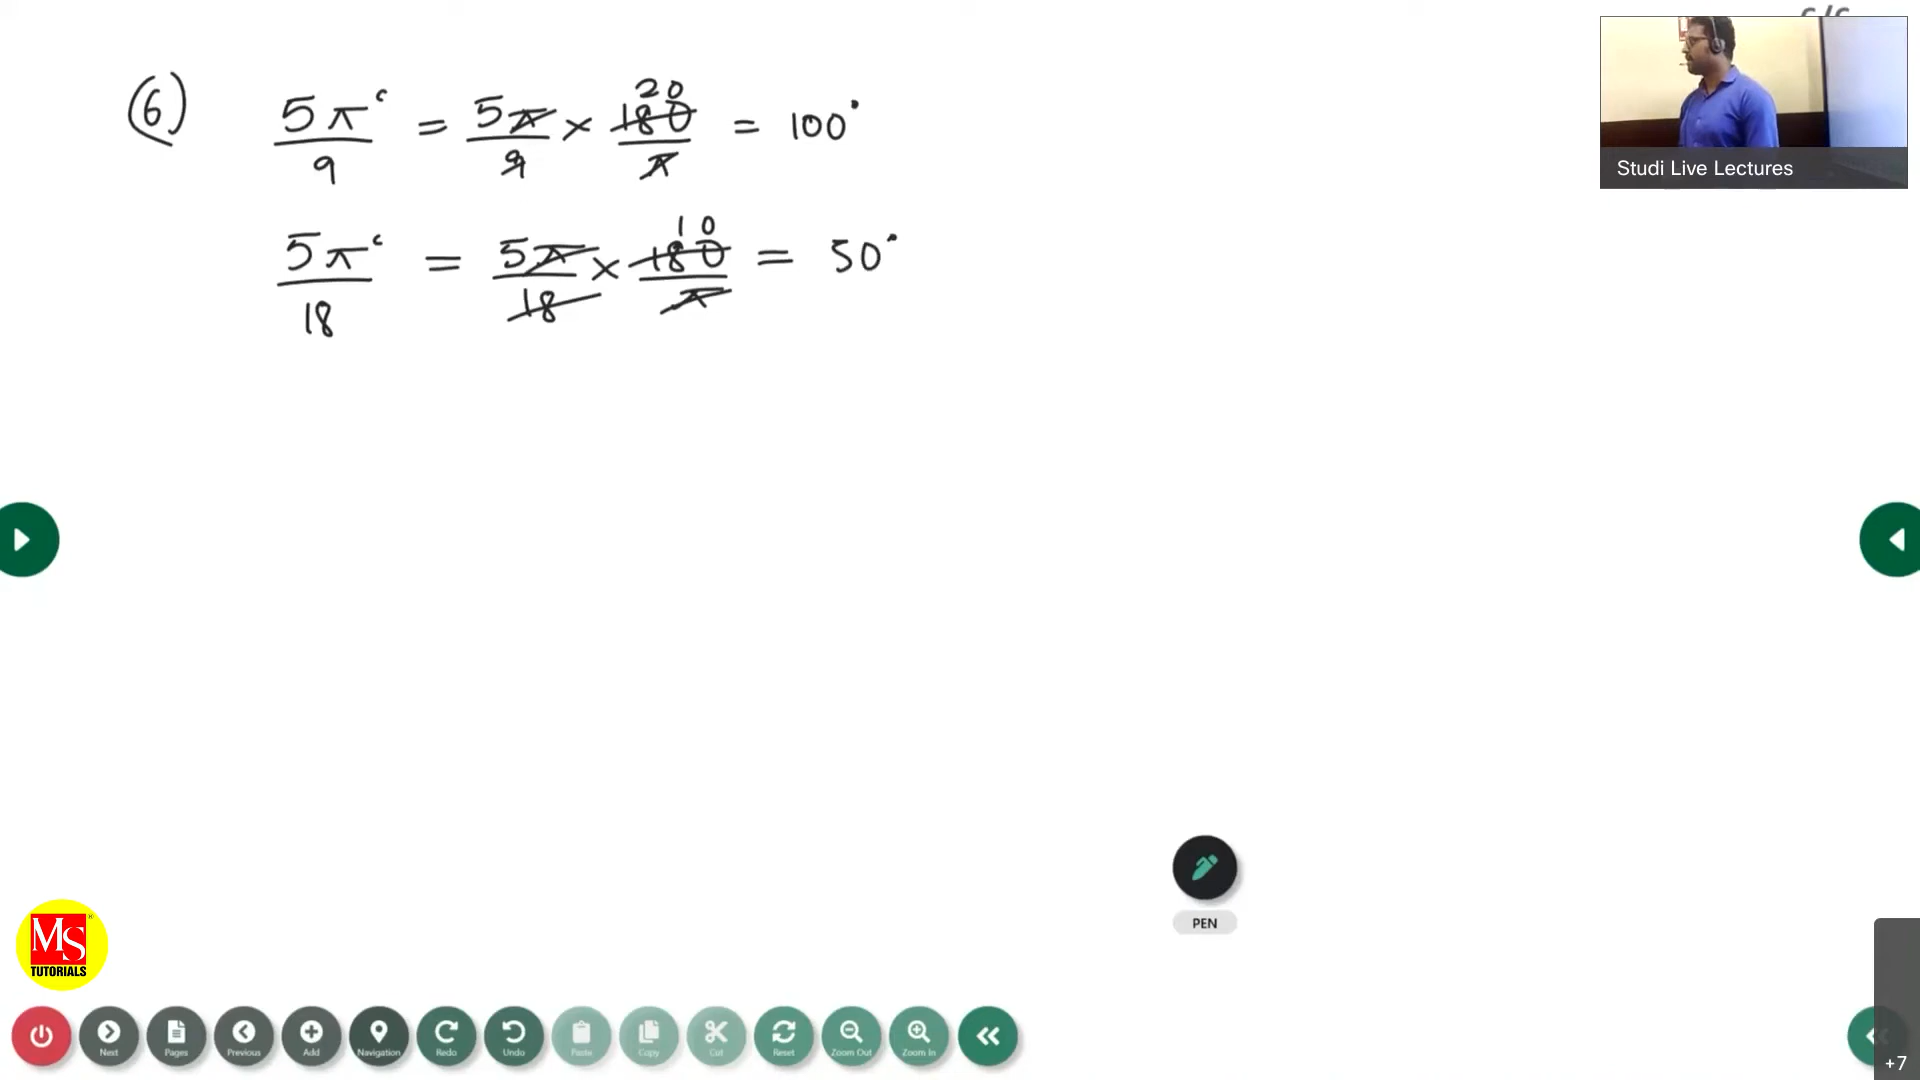 (6) 5π^c/9 = 5π/9 × 180/π = 100°
20
5π^c/18 = 5π/18 × 180/π = 50°
10
Studi Live Lectures
PEN
MS
TUTORIALS
Next Pages Previous Add Navigation Redo Undo Paste Copy Cut Reset Zoom Out Zoom In
+7